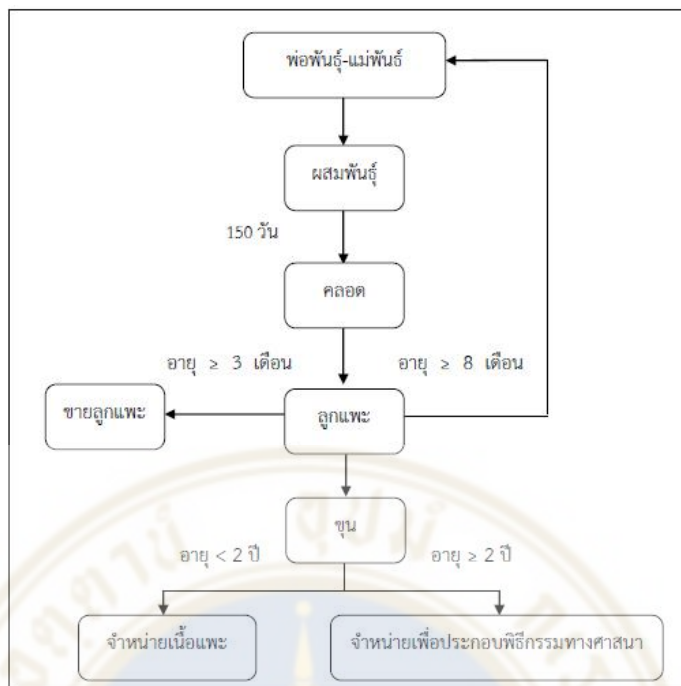 พ่อพันธุ์-แม่พันธ์
ผสมพันธุ์
150 วัน
คลอด
อายุ ≥ 3 เดือน อายุ ≥ 8 เดือน
ขายลูกแพะ ลูกแพะ
ขุน
อายุ < 2 ปี อายุ ≥ 2 ปี
จำหน่ายเนื้อแพะ จำหน่ายเพื่อประกอบพิธีกรรมทางศาสนา